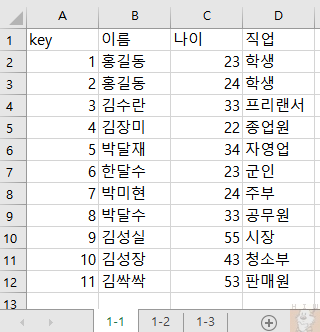 A B C D
1 key 이름 나이 직업
2 1 홍길동 23 학생
3 2 홍길동 24 학생
4 3 김수란 33 프리랜서
5 4 김장미 22 종업원
6 5 박달재 34 자영업
7 6 한달수 23 군인
8 7 박미현 24 주부
9 8 박달수 33 공무원
10 9 김성실 55 시장
11 10 김성장 43 청소부
12 11 김싹싹 53 판매원
13
1-1 1-2 1-3